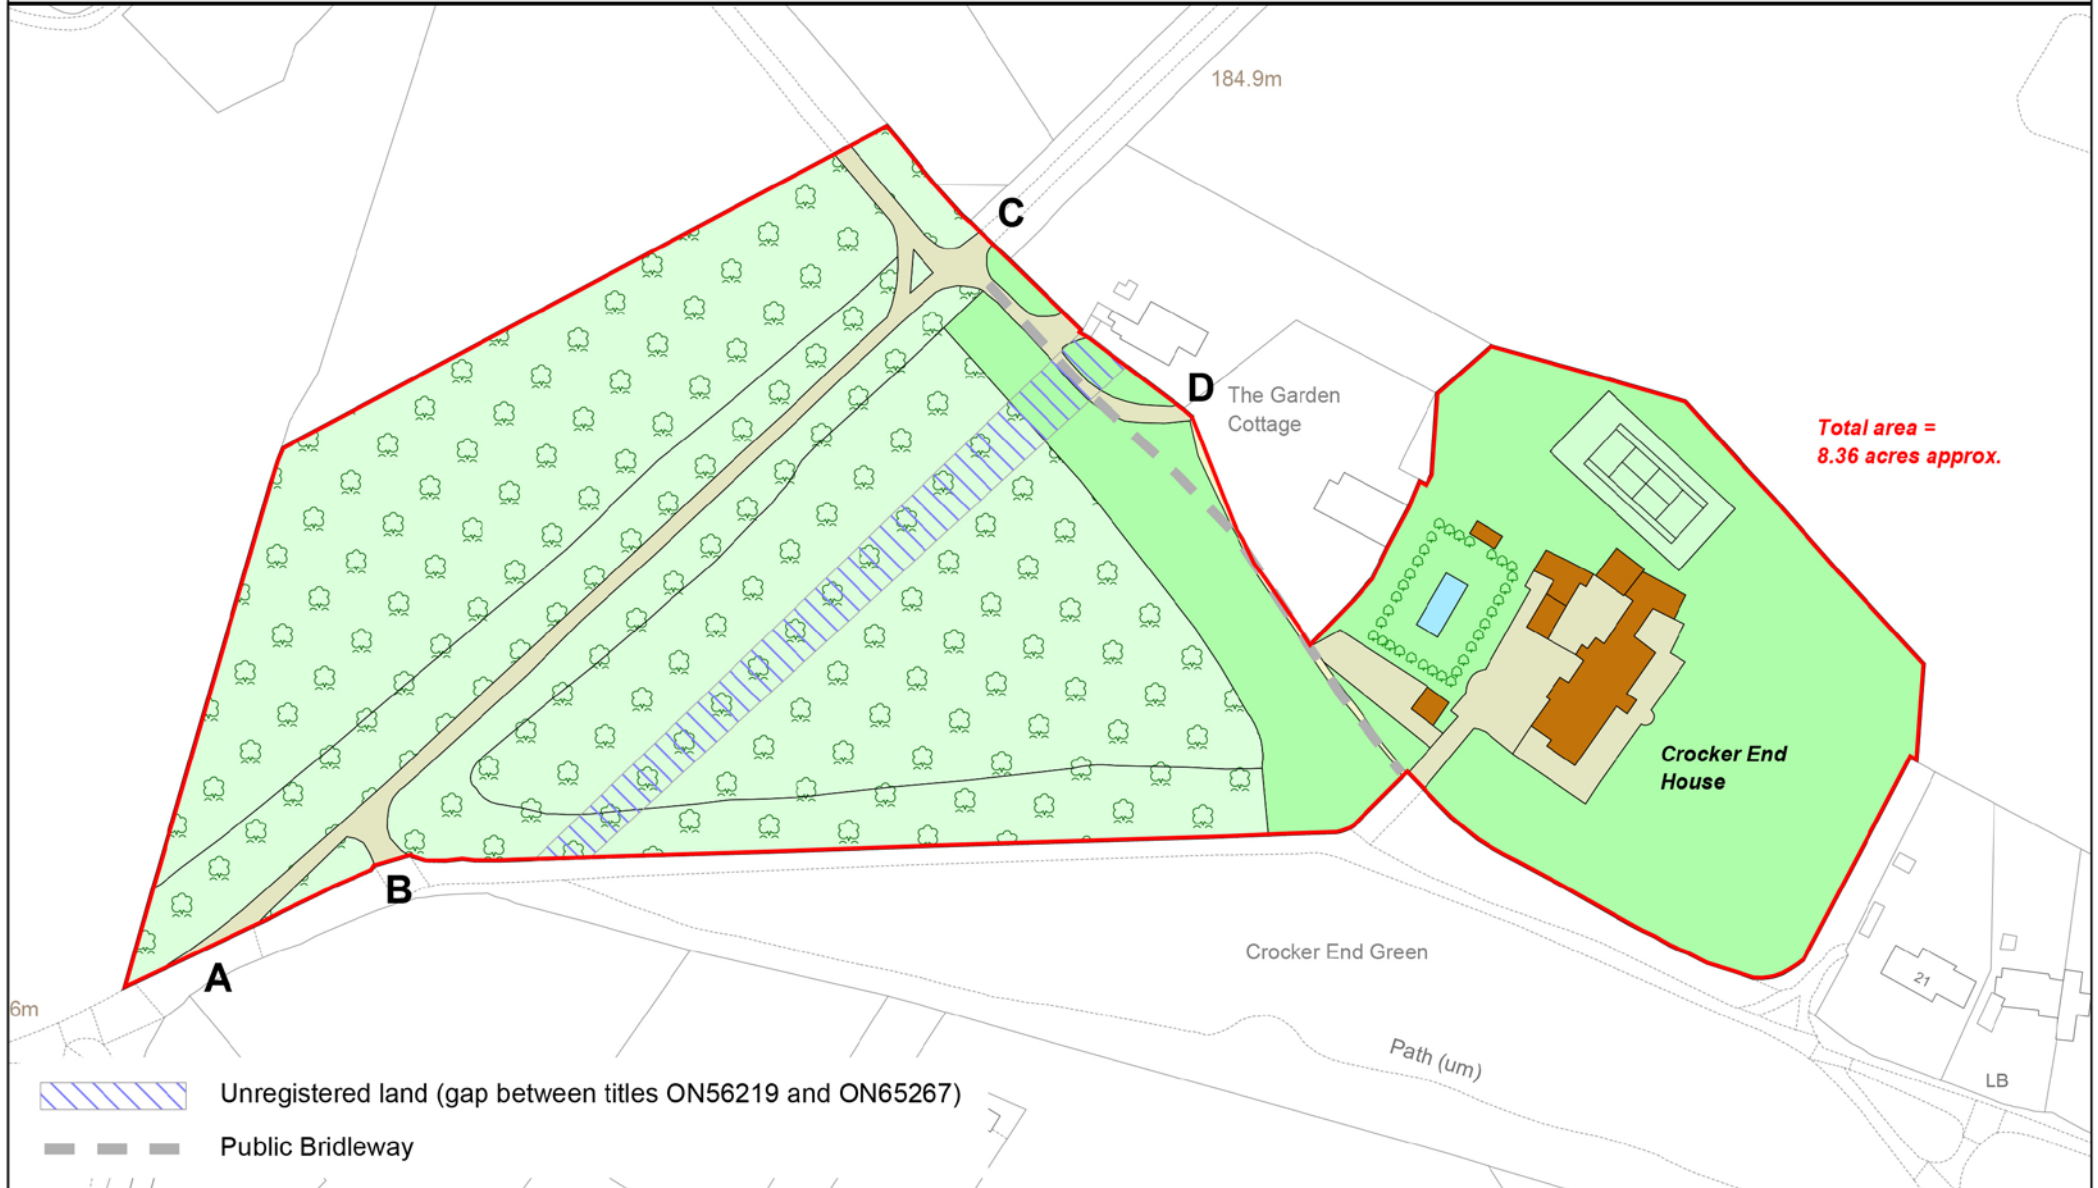 184.9m
C
D
The Garden
Cottage
Total area =
8.36 acres approx.
Crocker End
House
B
A
Crocker End Green
6m
21
Path (um)
LB
Unregistered land (gap between titles ON56219 and ON65267)
Public Bridleway